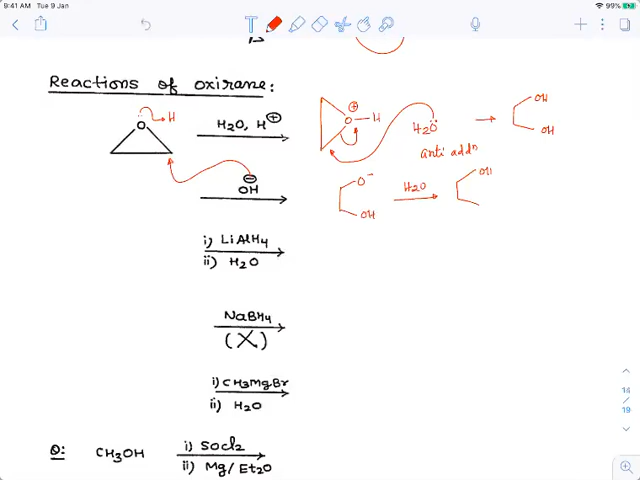 9:41 AM Tue 9 Jan
99%
Reactions of oxirane:
O H
H2O, H⊕
⊕
O—H
H2O
anti addn
OH
OH
⊖
OH
O−
OH
H2O
OH
i) LiAlH4
ii) H2O
NaBH4
(X)
i) CH3MgBr
ii) H2O
14
/
19
Q: CH3OH i) SOCl2
ii) Mg/Et2O